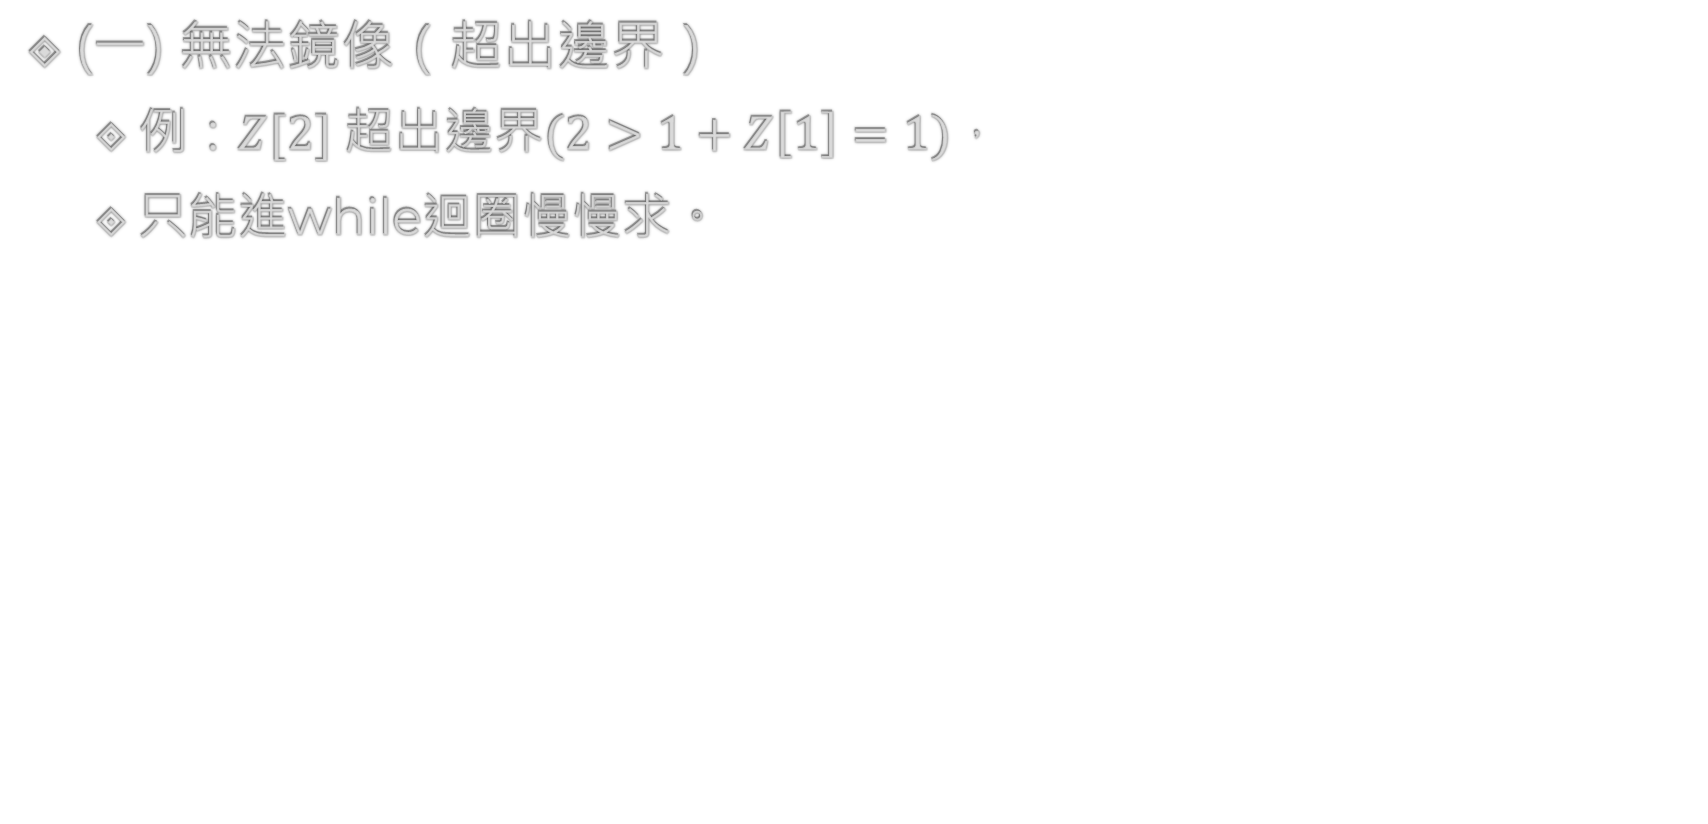 (一) 無法鏡像（超出邊界）
例：Z[2] 超出邊界(2 > 1 + Z[1] = 1)，
只能進while迴圈慢慢求。